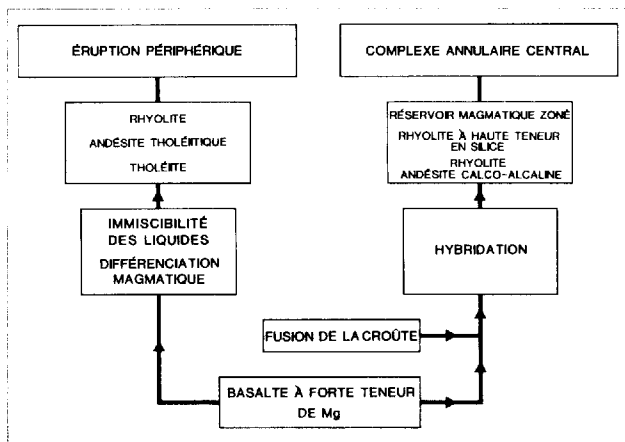 ÉRUPTION PÉRIPHÉRIQUE
COMPLEXE ANNULAIRE CENTRAL
RHYOLITE
ANDÉSITE THOLÉIITIQUE
THOLÉIITE
RÉSERVOIR MAGMATIQUE ZONÉ
RHYOLITE À HAUTE TENEUR
EN SILICE
RHYOLITE
ANDÉSITE CALCO-ALCALINE
IMMISCIBILITÉ
DES LIQUIDES
DIFFÉRENCIATION
MAGMATIQUE
HYBRIDATION
FUSION DE LA CROÛTE
BASALTE À FORTE TENEUR
DE Mg